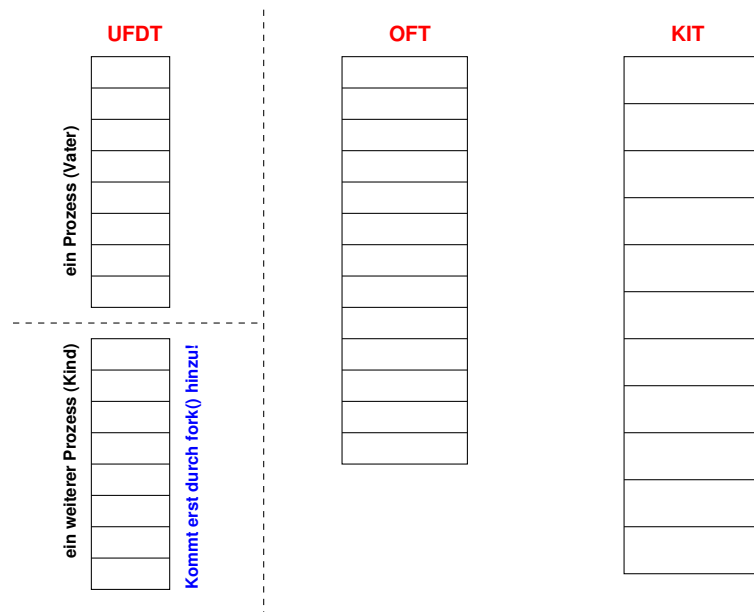 UFDT
OFT
KIT
ein Prozess (Vater)
ein weiterer Prozess (Kind)
Kommt erst durch fork() hinzu!